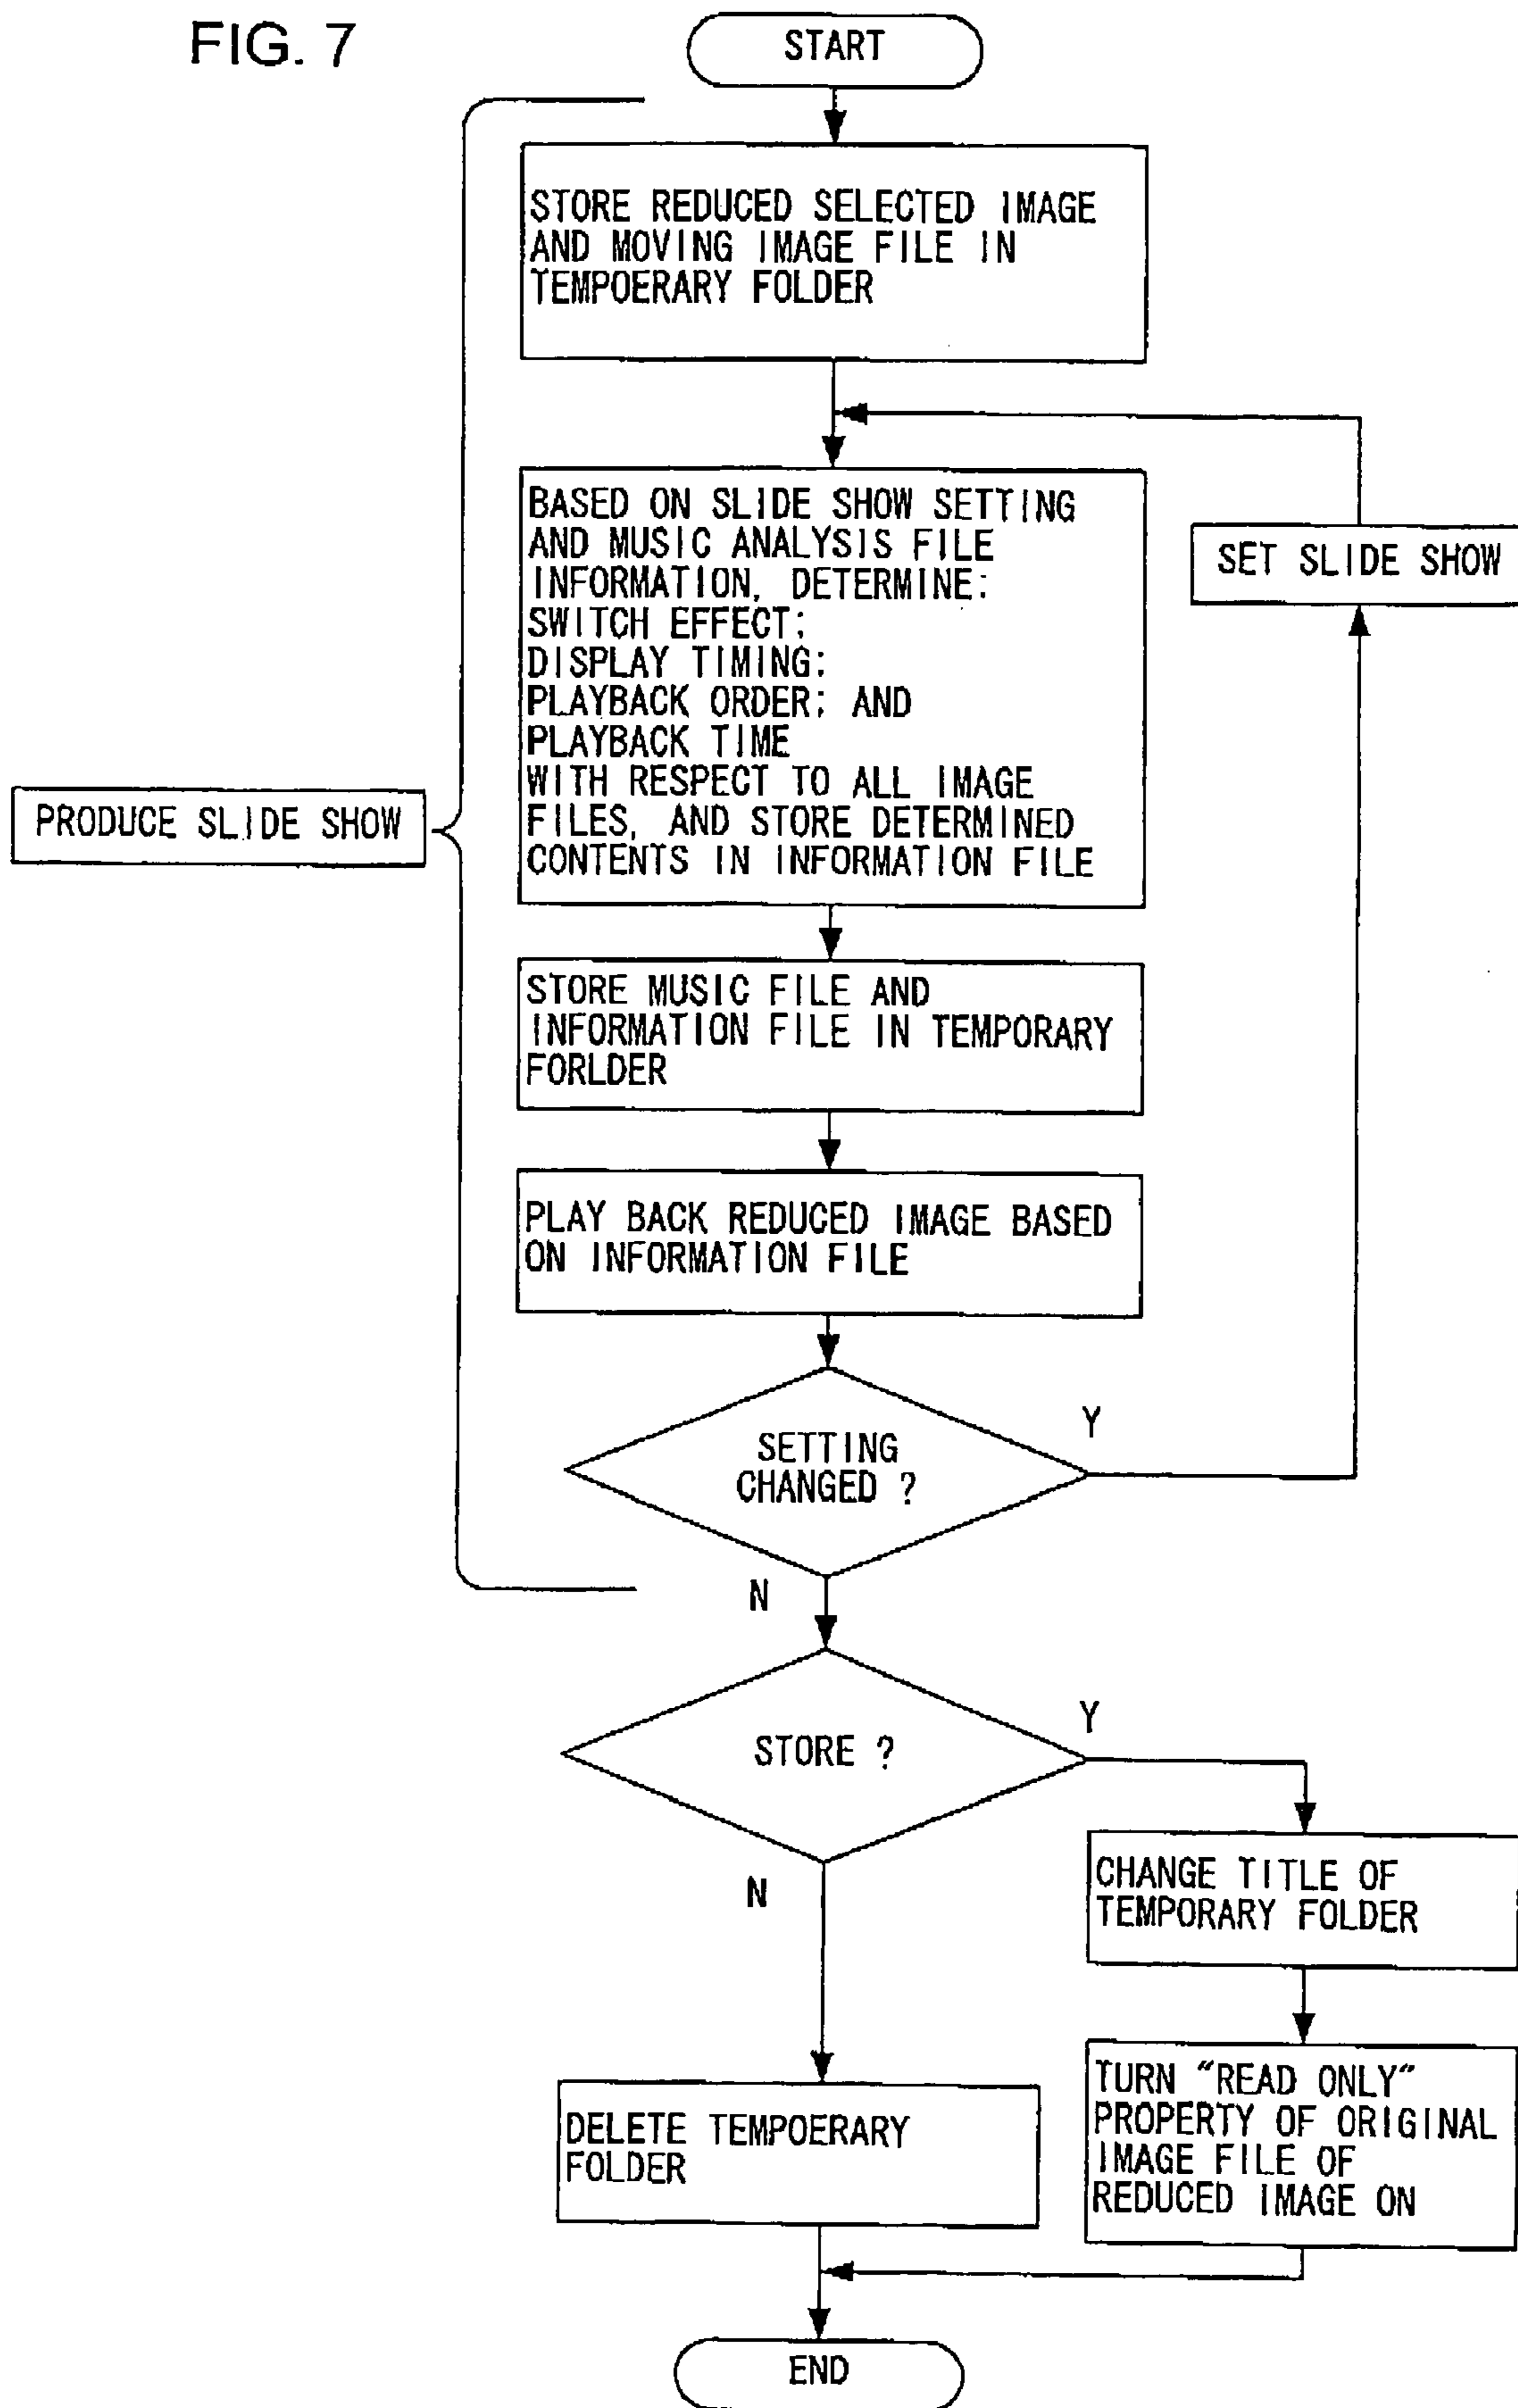 FIG. 7
START
STORE REDUCED SELECTED IMAGE
AND MOVING IMAGE FILE IN
TEMPOERARY FOLDER
BASED ON SLIDE SHOW SETTING
AND MUSIC ANALYSIS FILE
INFORMATION, DETERMINE:
SWITCH EFFECT;
DISPLAY TIMING;
PLAYBACK ORDER; AND
PLAYBACK TIME
WITH RESPECT TO ALL IMAGE
FILES, AND STORE DETERMINED
CONTENTS IN INFORMATION FILE
SET SLIDE SHOW
PRODUCE SLIDE SHOW
STORE MUSIC FILE AND
INFORMATION FILE IN TEMPORARY
FORLDER
PLAY BACK REDUCED IMAGE BASED
ON INFORMATION FILE
SETTING
CHANGED ?
Y
N
STORE ?
Y
N
CHANGE TITLE OF
TEMPORARY FOLDER
TURN "READ ONLY"
PROPERTY OF ORIGINAL
IMAGE FILE OF
REDUCED IMAGE ON
DELETE TEMPOERARY
FOLDER
END